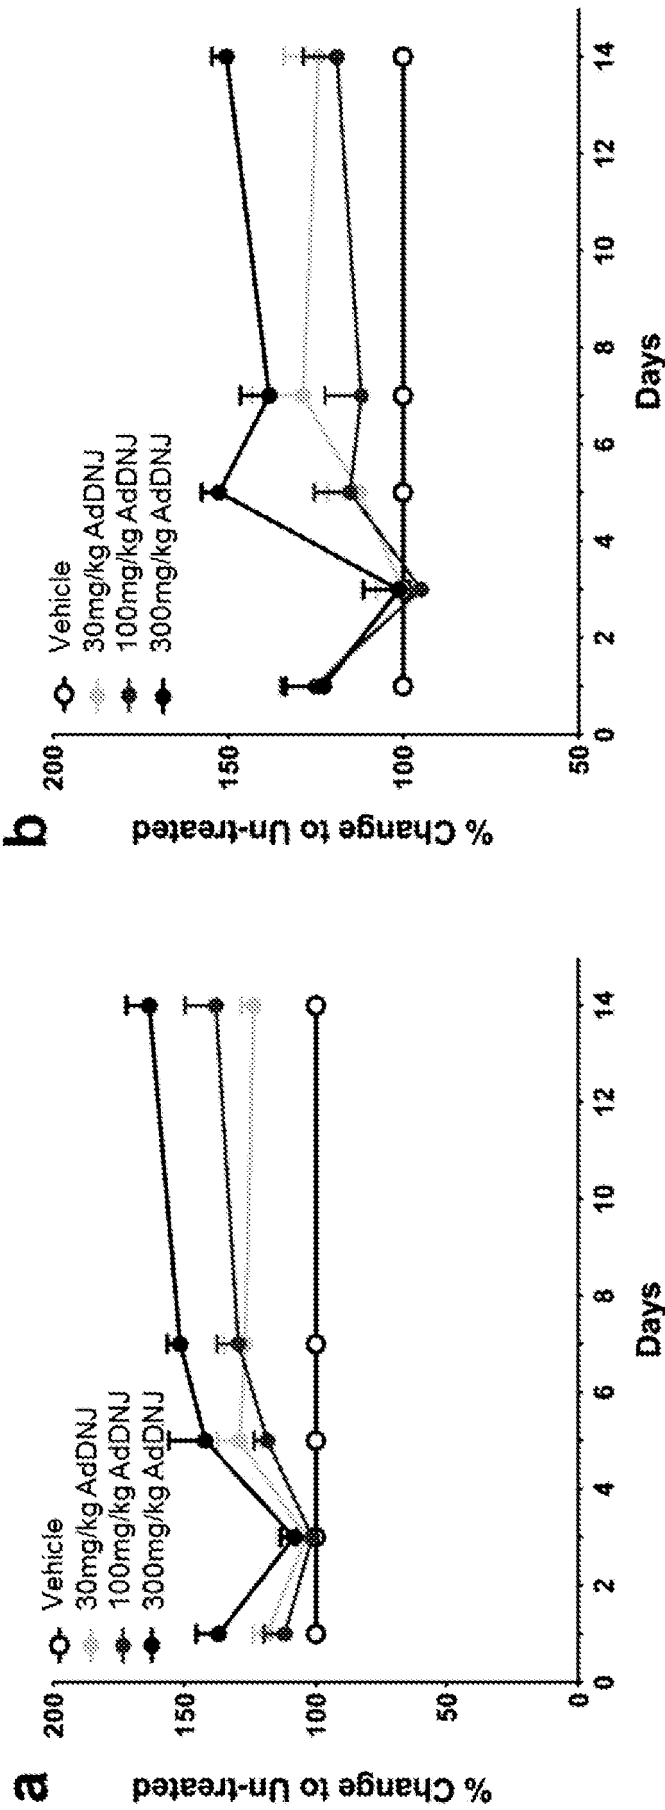 a
% Change to Un-treated
200
150
100
50
0
Vehicle
30mg/kg AdDNJ
100mg/kg AdDNJ
300mg/kg AdDNJ
0 2 4 6 8 10 12 14
Days
b
% Change to Un-treated
200
150
100
50
Vehicle
30mg/kg AdDNJ
100mg/kg AdDNJ
300mg/kg AdDNJ
0 2 4 6 8 10 12 14
Days